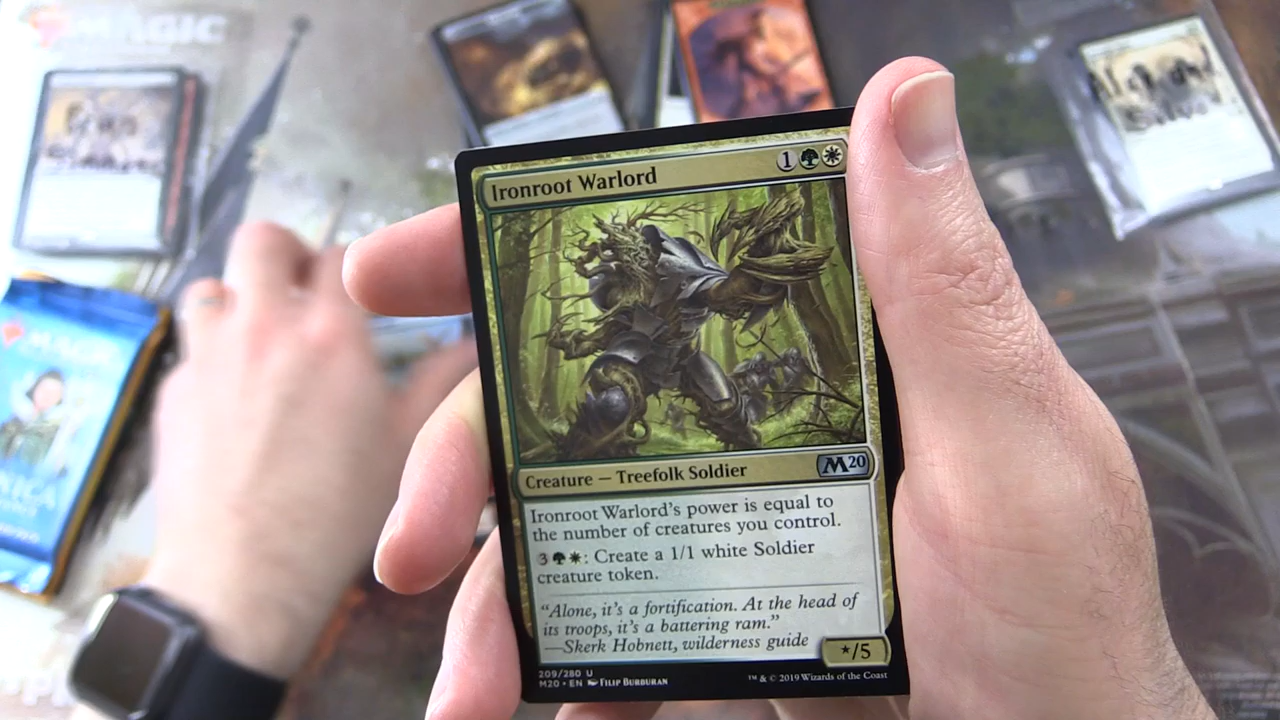 MAGIC
Ironroot Warlord
1
Creature — Treefolk Soldier
M20
Ironroot Warlord's power is equal to
the number of creatures you control.
3 : Create a 1/1 white Soldier
creature token.
"Alone, it's a fortification. At the head of
its troops, it's a battering ram."
—Skerk Hobnett, wilderness guide
*/5
209/280 U
M20 • EN Filip Burburan
™ & © 2019 Wizards of the Coast
MAGIC